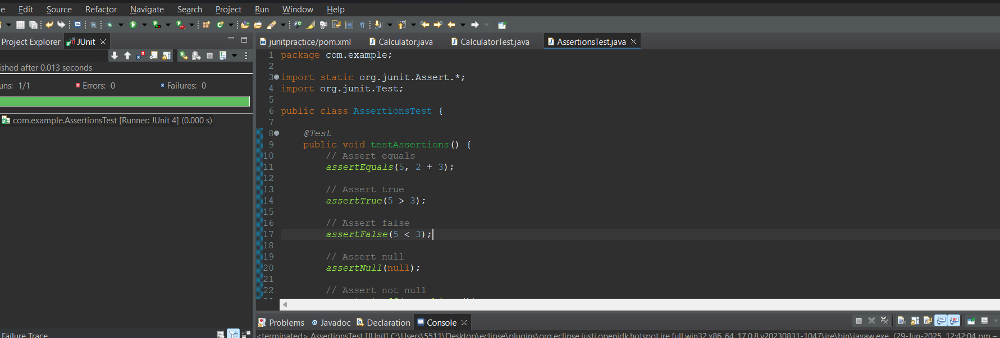 e Edit Source Refactor Navigate Search Project Run Window Help
Project Explorer JUnit
junitpractice/pom.xml Calculator.java CalculatorTest.java AssertionsTest.java
ished after 0.013 seconds
uns: 1/1 Errors: 0 Failures: 0
com.example.AssertionsTest [Runner: JUnit 4] (0.000 s)
1 package com.example;
2
3 import static org.junit.Assert.*;
4 import org.junit.Test;
5
6 public class AssertionsTest {
7
8 @Test
9 public void testAssertions() {
10 // Assert equals
11 assertEquals(5, 2 + 3);
12
13 // Assert true
14 assertTrue(5 > 3);
15
16 // Assert false
17 assertFalse(5 < 3);
18
19 // Assert null
20 assertNull(null);
21
22 // Assert not null
Problems Javadoc Declaration Console
Failure Trace
<terminated> AssertionsTest [JUnit] C:\Users\5511\Desktop\eclipse\plugins\org.eclipse.justj.openjdk.hotspot.jre.full.win32.x86_64_17.0.8.v20230831-1047\jre\bin\javaw.exe (29-Jun-2025, 12:42:04 pm –